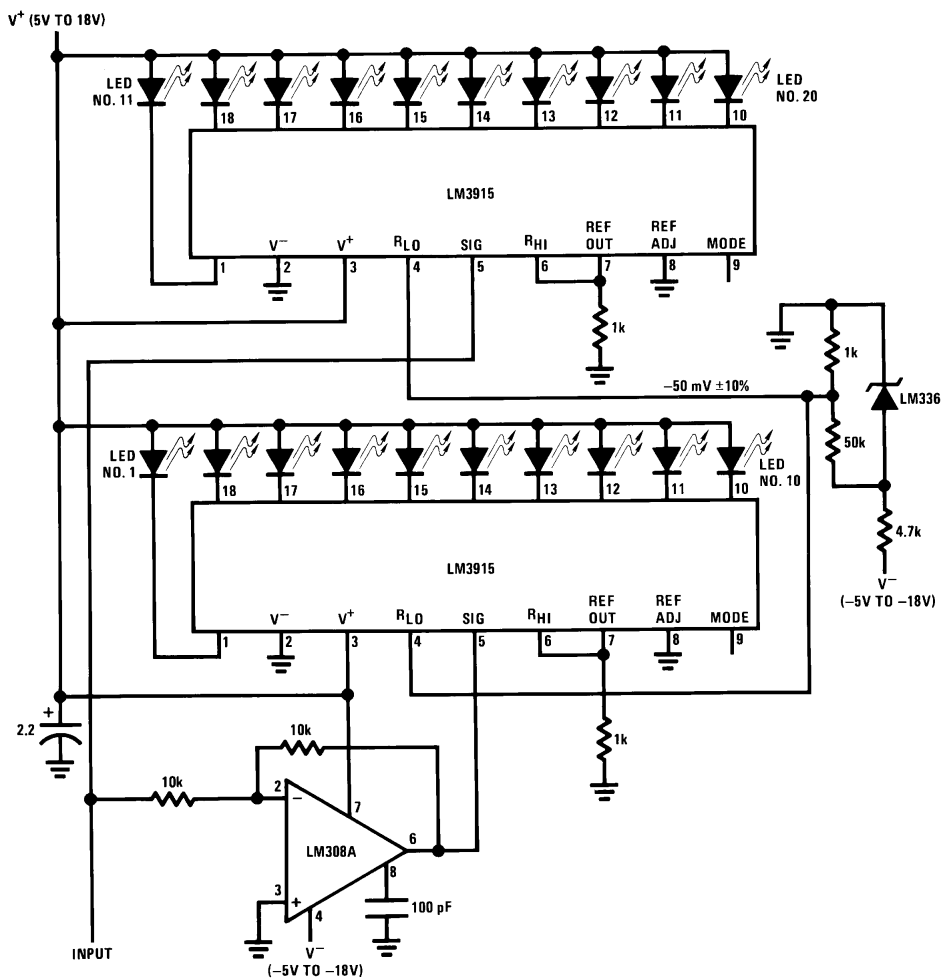 V+ (5V TO 18V)
LED NO. 11
LED NO. 20
18 17 16 15 14 13 12 11 10
LM3915
V− V+ RLO SIG RHI REF OUT REF ADJ MODE
1 2 3 4 5 6 7 8 9
1k
1k
−50 mV ±10%
LM336
50k
LED NO. 1
LED NO. 10
18 17 16 15 14 13 12 11 10
4.7k
V−
(−5V TO −18V)
LM3915
V− V+ RLO SIG RHI REF OUT REF ADJ MODE
1 2 3 4 5 6 7 8 9
+
2.2
10k
1k
10k
2
−
7
6
LM308A
8
3
+
4
100 pF
V−
(−5V TO −18V)
INPUT